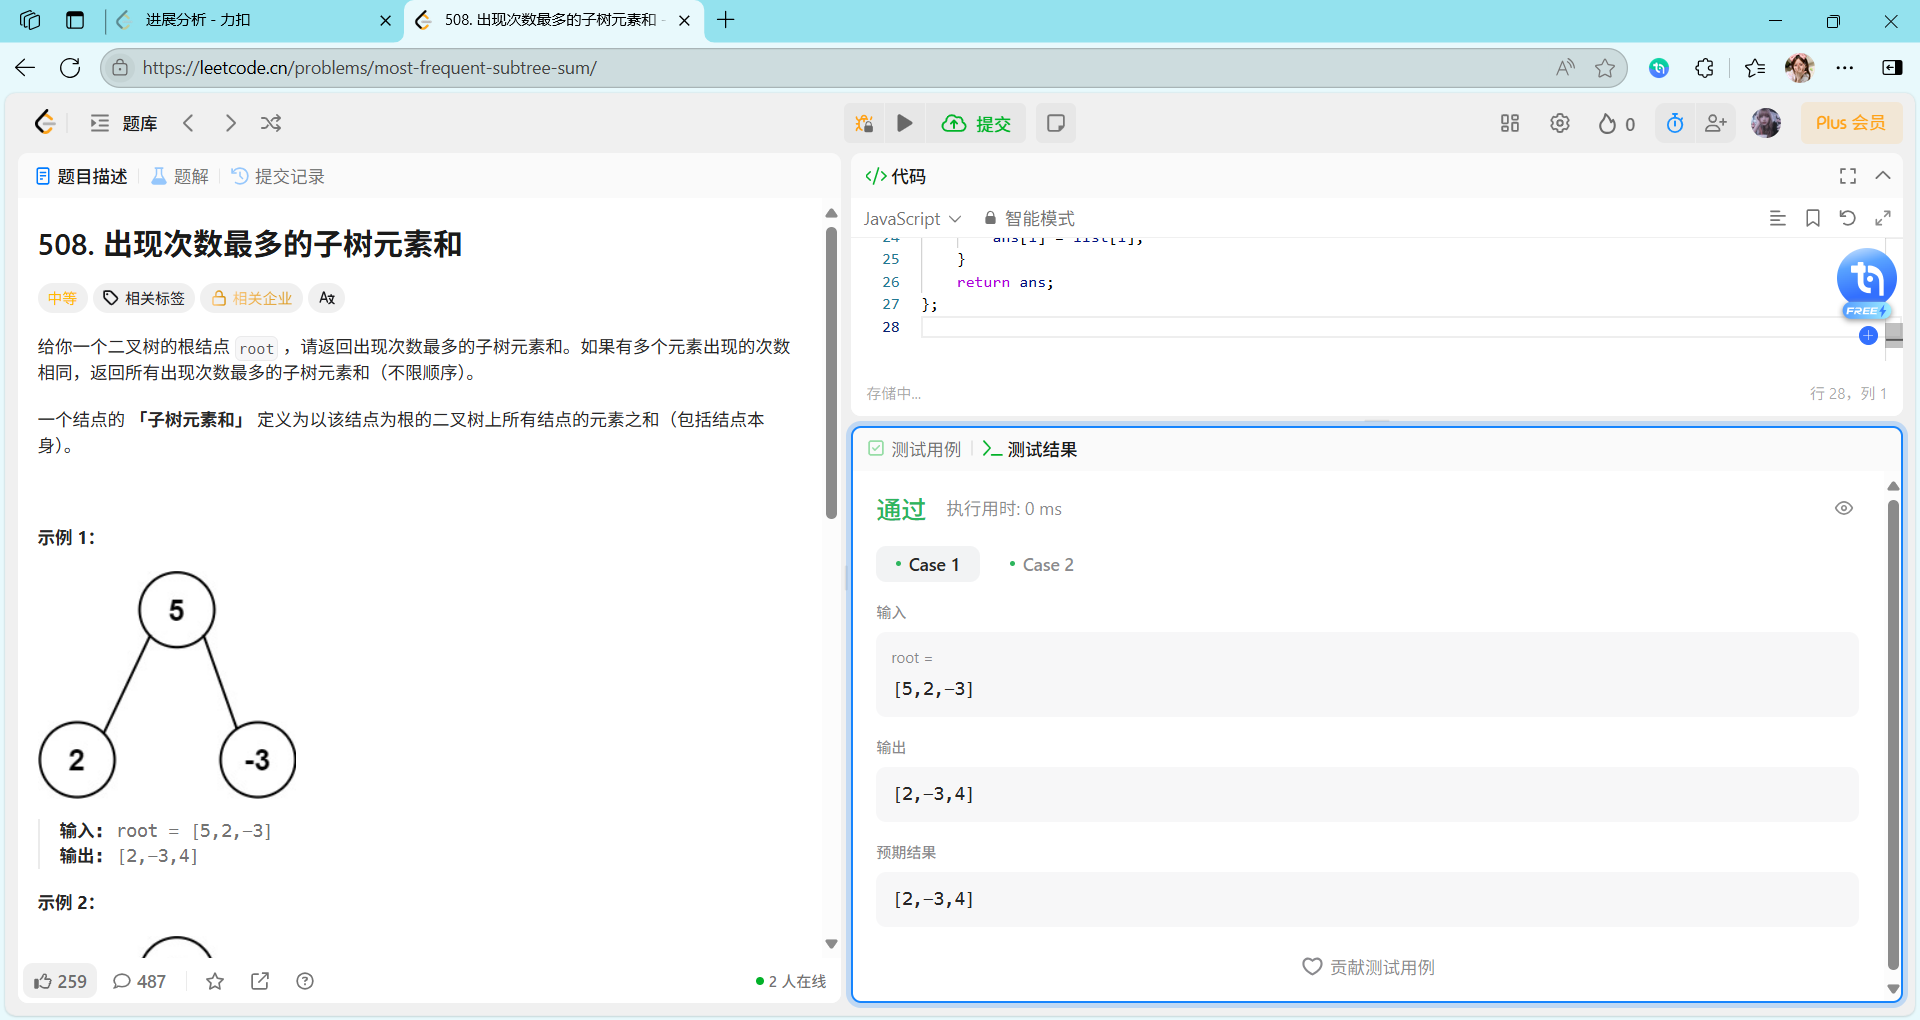 进展分析 - 力扣
508. 出现次数最多的子树元素和 -
https://leetcode.cn/problems/most-frequent-subtree-sum/
题库
提交
0
Plus 会员
题目描述
题解
提交记录
508. 出现次数最多的子树元素和
中等
相关标签
相关企业
给你一个二叉树的根结点 root ，请返回出现次数最多的子树元素和。如果有多个元素出现的次数
相同，返回所有出现次数最多的子树元素和（不限顺序）。
一个结点的 「子树元素和」 定义为以该结点为根的二叉树上所有结点的元素之和（包括结点本
身）。
示例 1：
5
2
-3
输入： root = [5,2,-3]
输出： [2,-3,4]
示例 2：
259
487
2 人在线
代码
JavaScript
智能模式
24 ans[i] = list[i];
25 }
26 return ans;
27 };
28
FREE
存储中...
行 28，列 1
测试用例
测试结果
通过
执行用时: 0 ms
Case 1
Case 2
输入
root =
[5,2,-3]
输出
[2,-3,4]
预期结果
[2,-3,4]
贡献测试用例